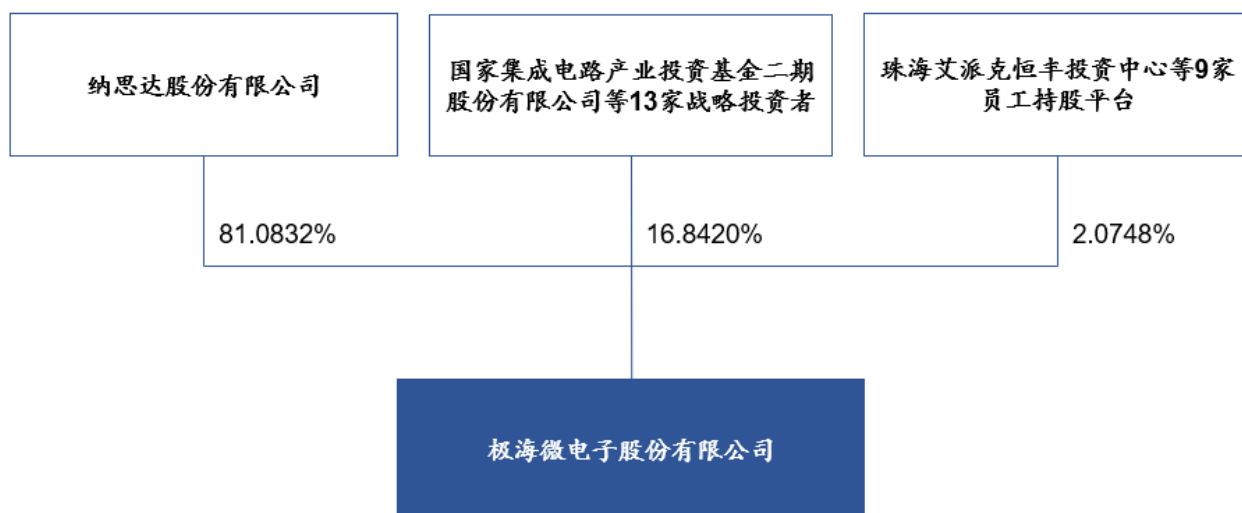 纳思达股份有限公司
国家集成电路产业投资基金二期
股份有限公司等13家战略投资者
珠海艾派克恒丰投资中心等9家
员工持股平台
81.0832%
16.8420%
2.0748%
极海微电子股份有限公司